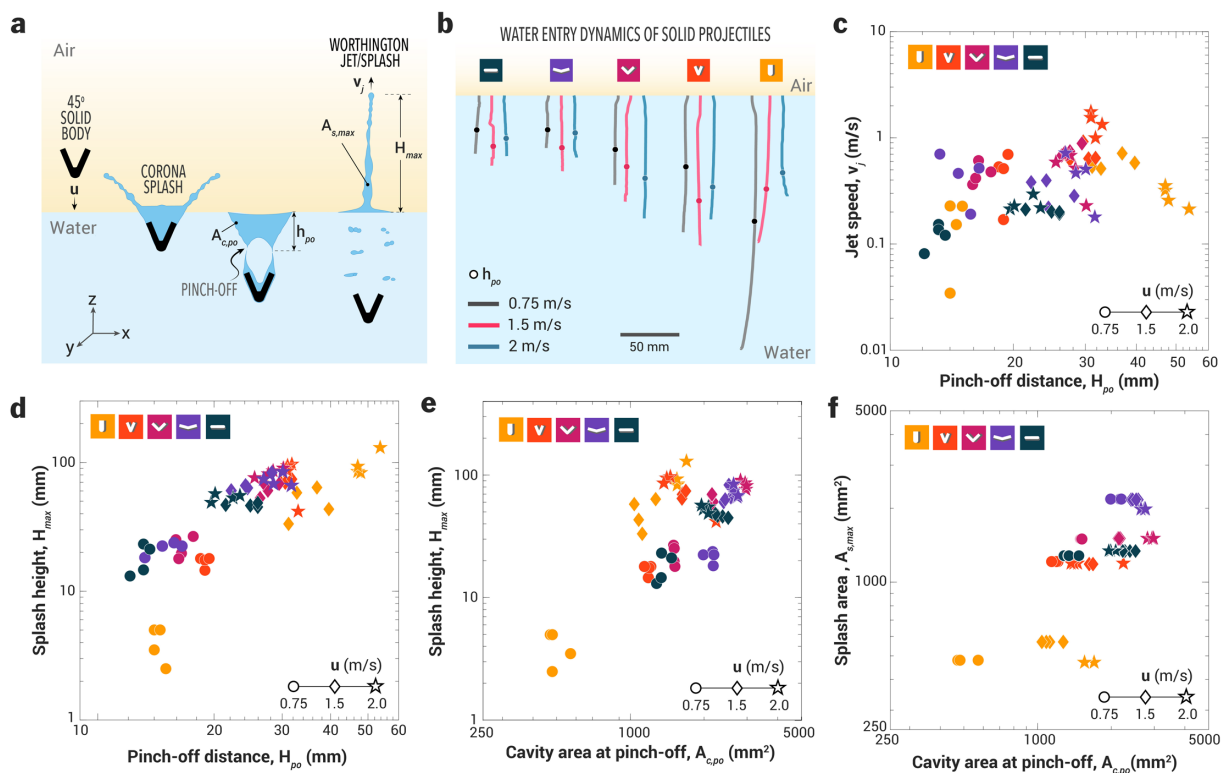 a
Air
WORTHINGTON
JET/SPLASH
v_j
45º
SOLID
BODY
u
A_s,max
H_max
CORONA
SPLASH
Water
A_c,po
h_po
PINCH-OFF
z
x
y
b
WATER ENTRY DYNAMICS OF SOLID PROJECTILES
Air
h_po
0.75 m/s
1.5 m/s
2 m/s
50 mm
Water
c
10
1
0.1
0.01
Jet speed, v_j (m/s)
u (m/s)
0.75 1.5 2.0
10 20 30 40 50 60
Pinch-off distance, H_po (mm)
d
100
10
1
Splash height, H_max (mm)
u (m/s)
0.75 1.5 2.0
10 20 30 40 50 60
Pinch-off distance, H_po (mm)
e
100
10
1
Splash height, H_max (mm)
u (m/s)
0.75 1.5 2.0
250 1000 5000
Cavity area at pinch-off, A_c,po (mm²)
f
5000
1000
250
Splash area , A_s,max (mm²)
u (m/s)
0.75 1.5 2.0
250 1000 5000
Cavity area at pinch-off, A_c,po (mm²)